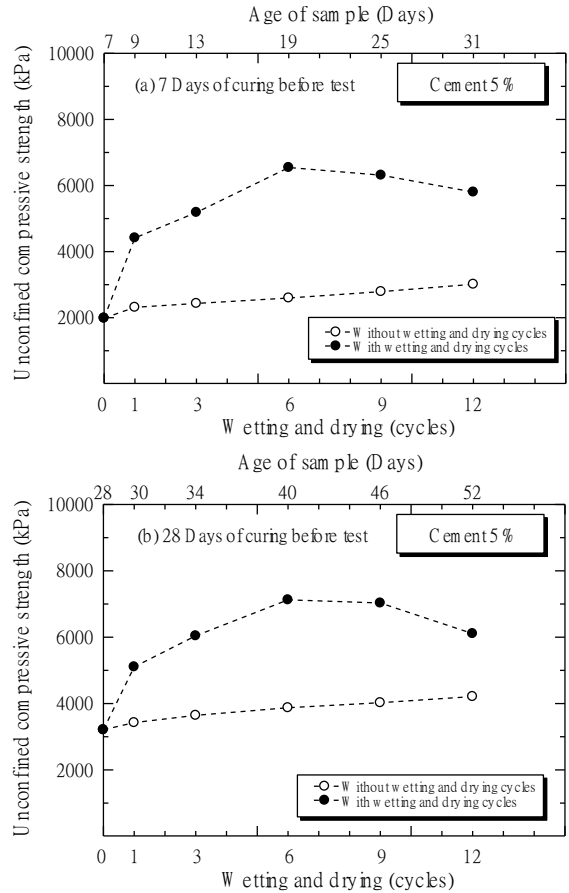 Age of sample (Days)
7 9 13 19 25 31
10000
(a) 7 Days of curing before test
Cement 5 %
8000
6000
4000
2000
Unconfined compressive strength (kPa)
Without wetting and drying cycles
With wetting and drying cycles
0 1 3 6 9 12
Wetting and drying (cycles)
Age of sample (Days)
28 30 34 40 46 52
10000
(b) 28 Days of curing before test
Cement 5 %
8000
6000
4000
2000
Unconfined compressive strength (kPa)
Without wetting and drying cycles
With wetting and drying cycles
0 1 3 6 9 12
Wetting and drying (cycles)